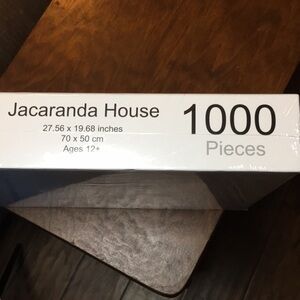 Jacaranda House
27.56 x 19.68 inches
70 x 50 cm
Ages 12+
1000
Pieces